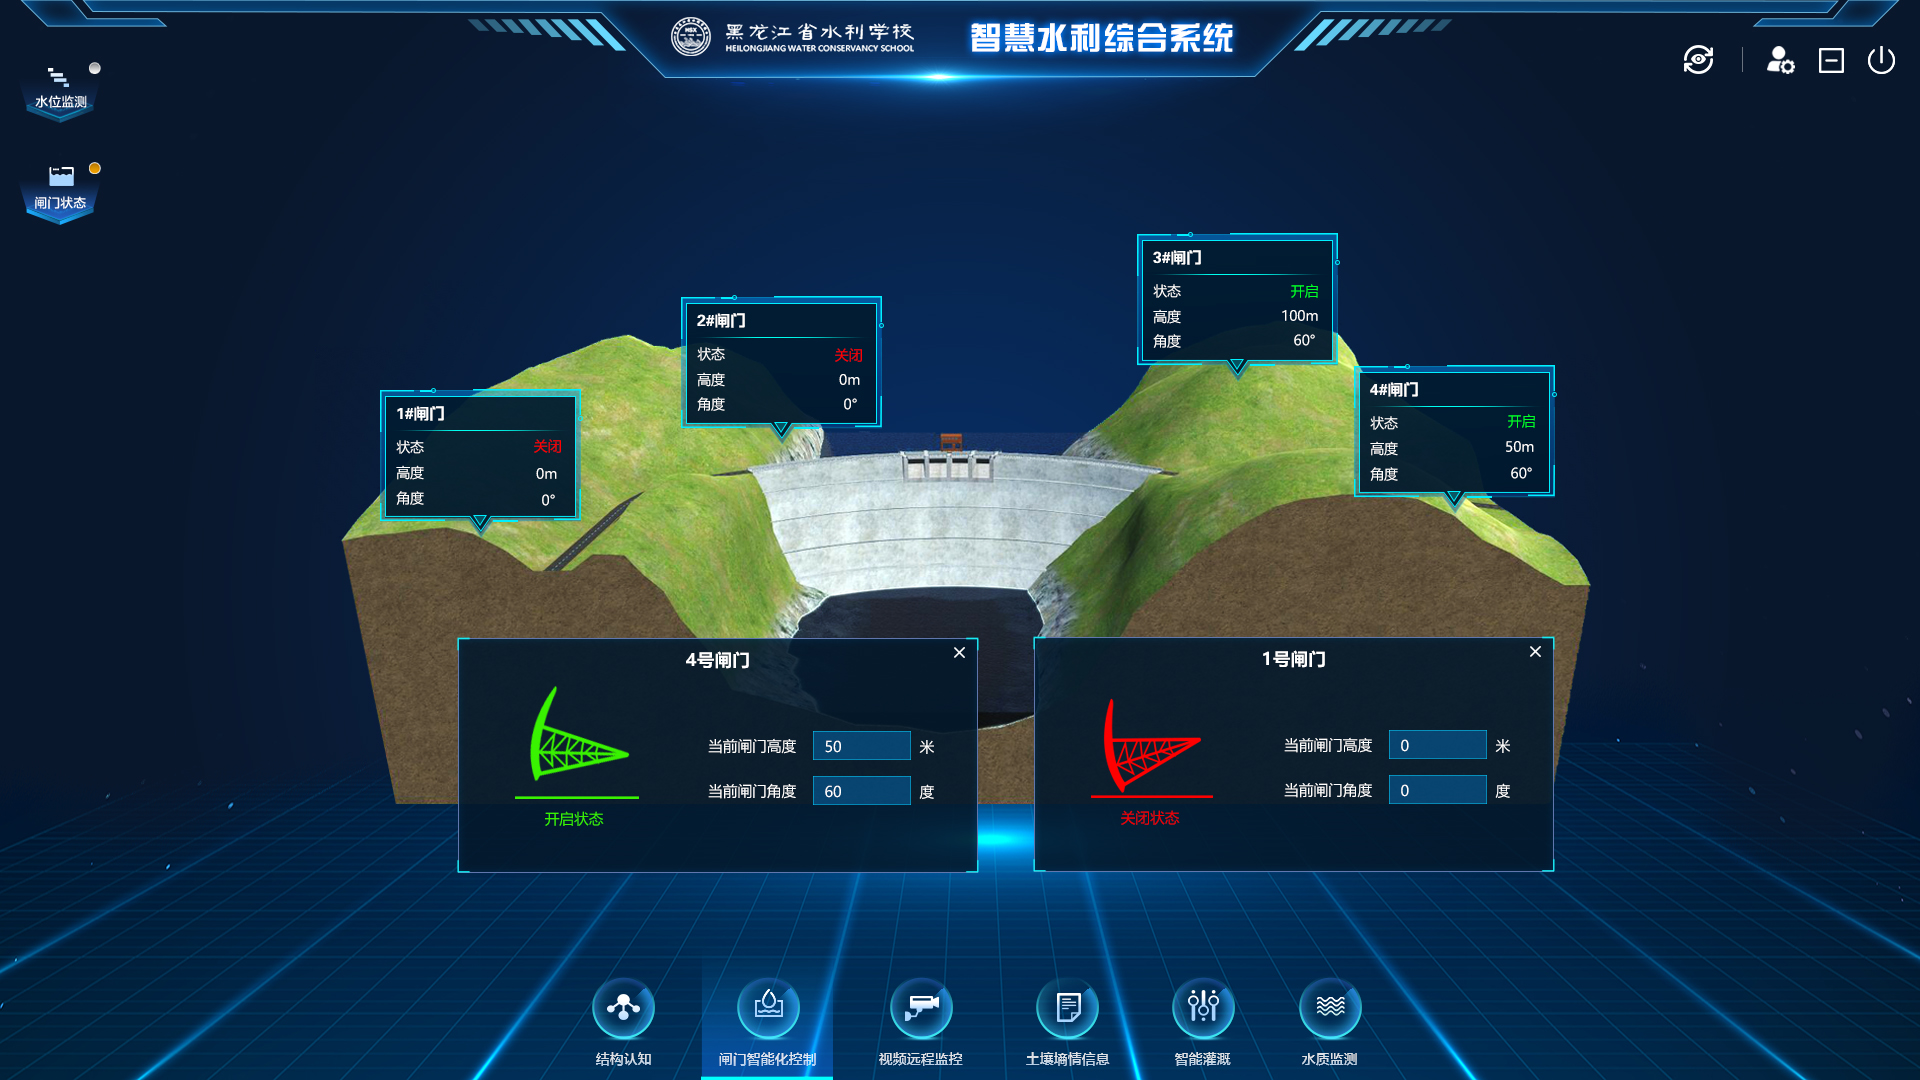 黑龙江省水利学校
HEILONGJIANG WATER CONSERVANCY SCHOOL
智慧水利综合系统
水位监测
闸门状态
1#闸门
状态 关闭
高度 0m
角度 0°
2#闸门
状态 关闭
高度 0m
角度 0°
3#闸门
状态 开启
高度 100m
角度 60°
4#闸门
状态 开启
高度 50m
角度 60°
4号闸门
当前闸门高度 50 米
当前闸门角度 60 度
开启状态
1号闸门
当前闸门高度 0 米
当前闸门角度 0 度
关闭状态
结构认知
闸门智能化控制
视频远程监控
土壤墒情信息
智能灌溉
水质监测